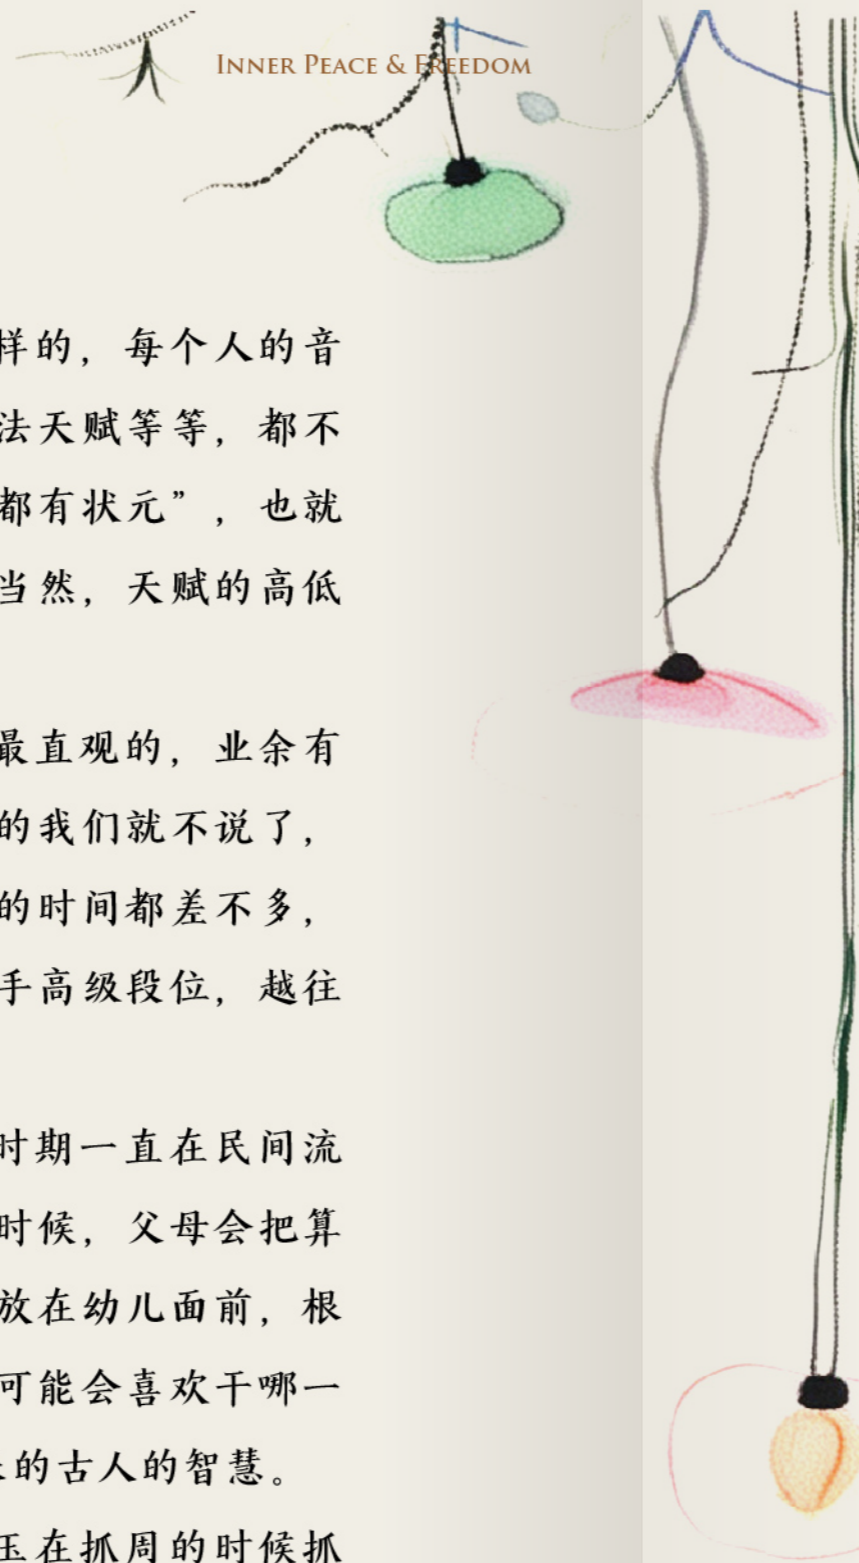 INNER PEACE & FREEDOM
样的，每个人的音
法天赋等等，都不
都有状元”，也就
当然，天赋的高低
最直观的，业余有
的我们就不说了，
的时间都差不多，
手高级段位，越往
时期一直在民间流
时候，父母会把算
放在幼儿面前，根
可能会喜欢干哪一
的古人的智慧。
玉在抓周的时候抓